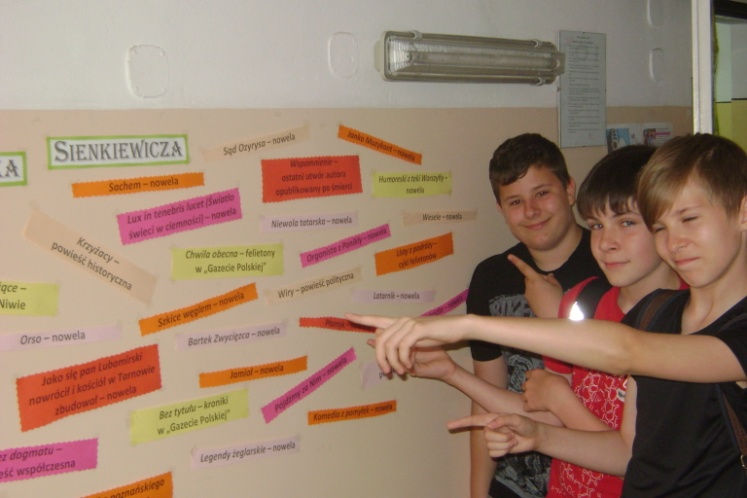 KA
SIENKIEWICZA
Sąd Ozyrysa – nowela
Janko Muzykant – nowela
Sachem – nowela
Wspomnienie –
ostatni utwór autora
opublikowany po śmierci
Humoreski z teki Worszyłły –
nowela
Lux in tenebris lucet (Światło
świeci w ciemności) – nowela
Niewola tatarska – nowela
Wesele – nowela
Krzyżacy –
powieść historyczna
Chwila obecna – felietony
w „Gazecie Polskiej"
Organista z Ponikły – nowela
Listy z podróży –
cykl felietonów
Wiry – powieść polityczna
ące –
Niwie
Szkice węglem – nowela
Latarnik – nowela
nowela
Orso – nowela
Bartek Zwycięzca – nowela
Jako się pan Lubomirski
nawrócił i kościół w Tarnowie
zbudował – nowela
Jamioł – nowela
Pójdźmy za Nim – nowela
Bez tytułu – kroniki
w „Gazecie Polskiej"
Komedia z pomyłek – nowela
ez dogmatu –
eść współczesna
Legendy żeglarskie – nowela
poznańskiego